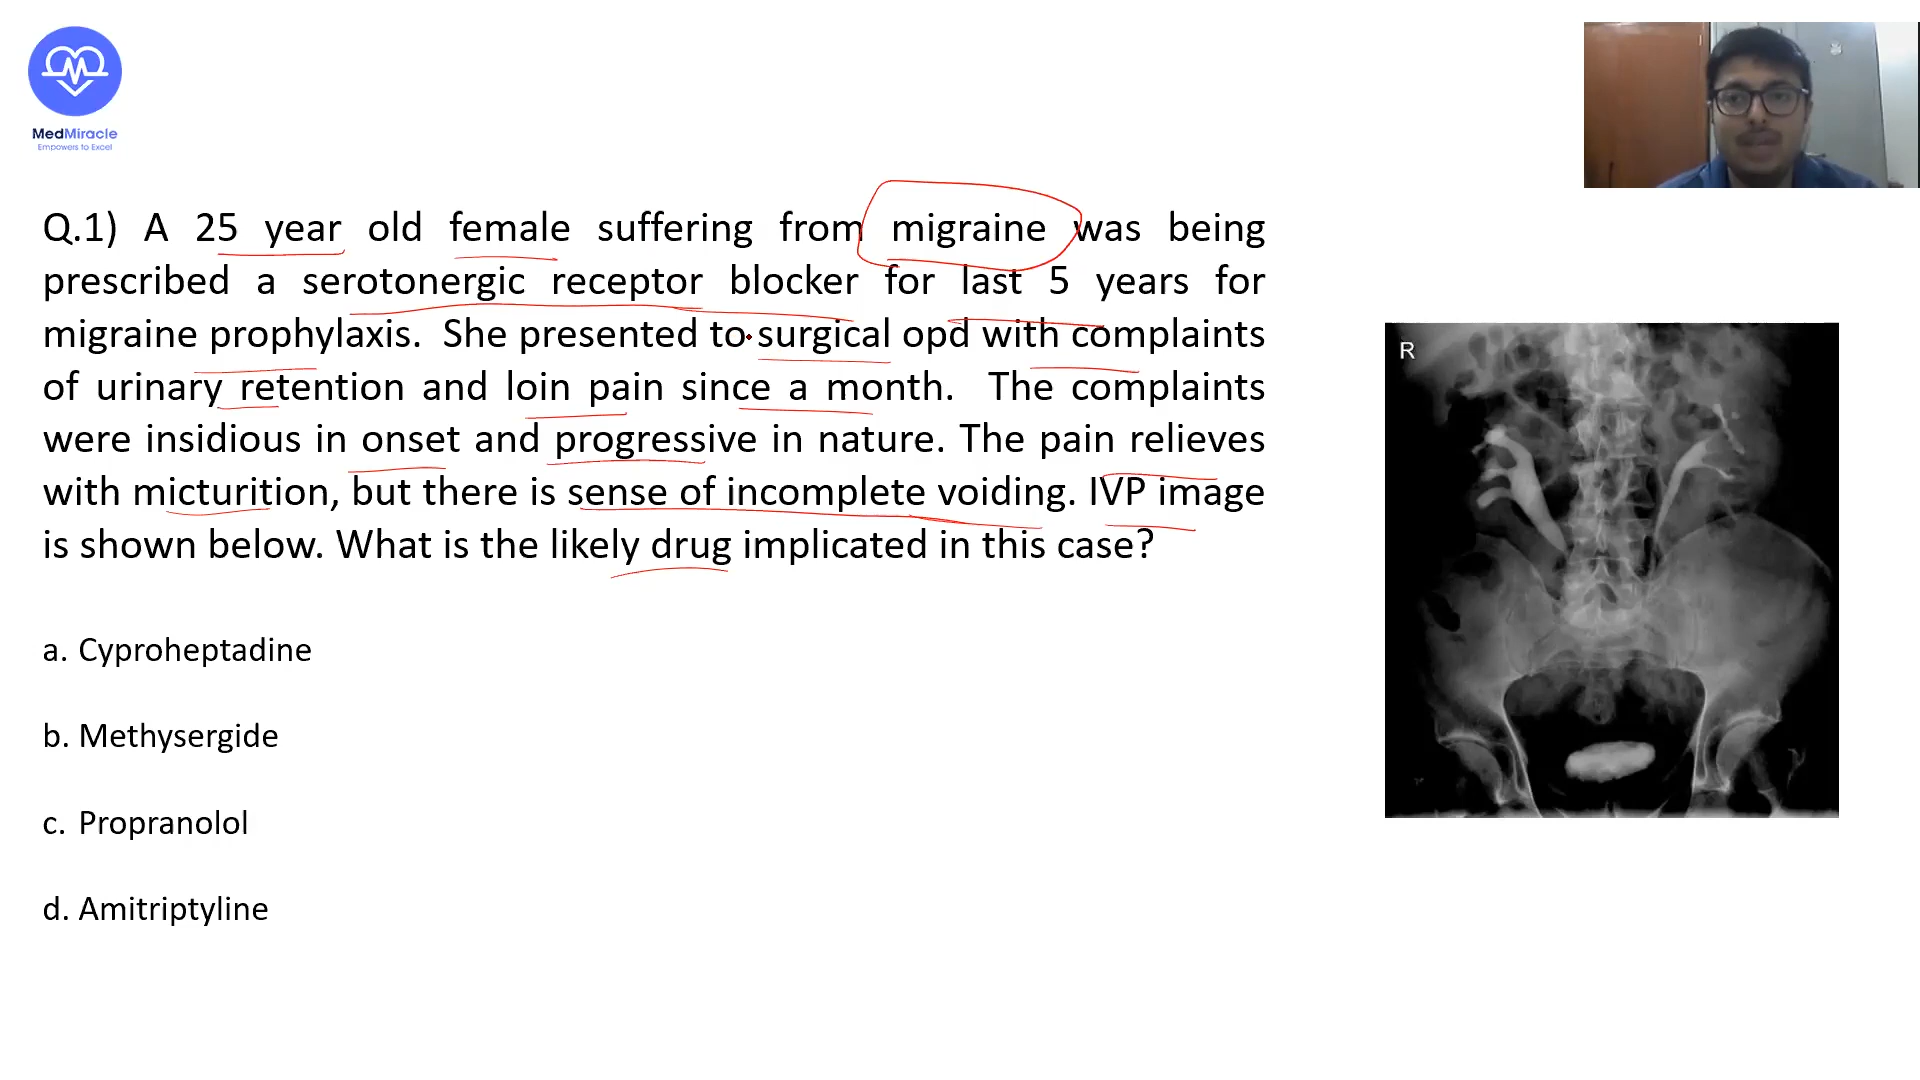 MedMiracle
Empowers to Excel
Q.1) A 25 year old female suffering from migraine was being
prescribed a serotonergic receptor blocker for last 5 years for
migraine prophylaxis. She presented to surgical opd with complaints
of urinary retention and loin pain since a month. The complaints
were insidious in onset and progressive in nature. The pain relieves
with micturition, but there is sense of incomplete voiding. IVP image
is shown below. What is the likely drug implicated in this case?
R
a. Cyproheptadine
b. Methysergide
c. Propranolol
d. Amitriptyline